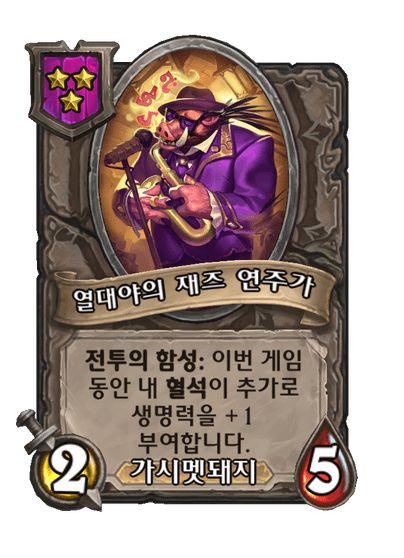 열대야의 재즈 연주가
전투의 함성: 이번 게임
동안 내 혈석이 추가로
생명력을 +1
부여합니다.
가시멧돼지
2
5